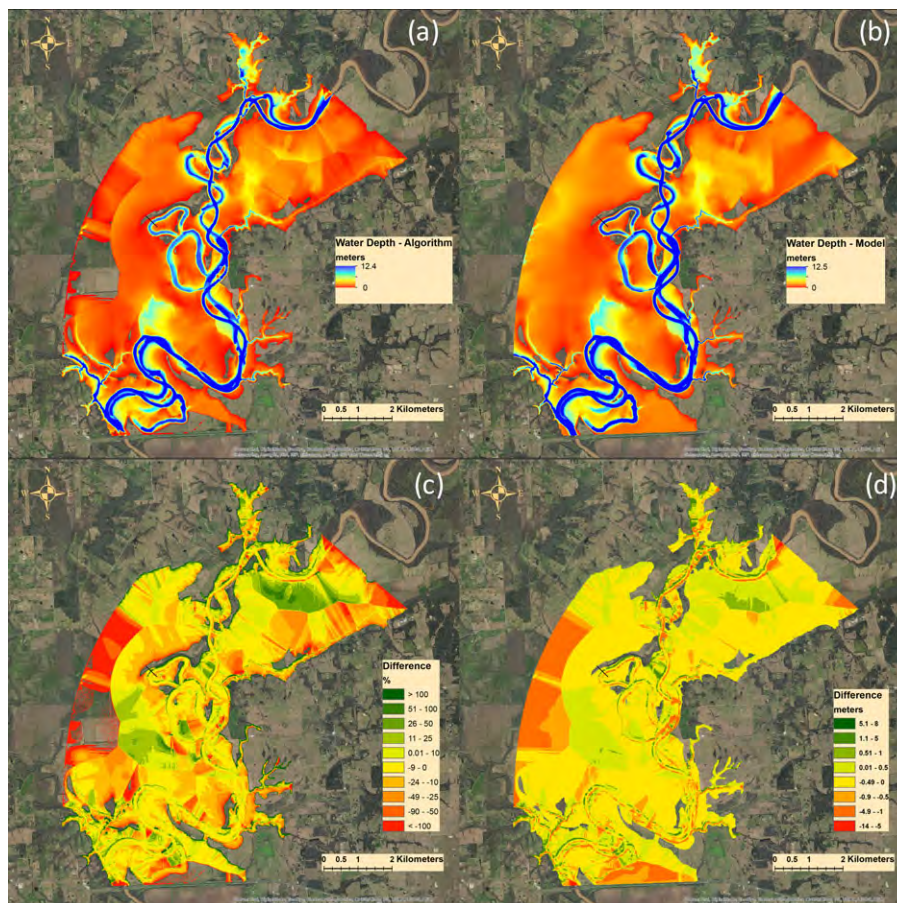 (a)
N
W E
S
Water Depth - Algorithm
meters
12.4
0
0 0.5 1 2 Kilometers
(b)
N
W E
S
Water Depth - Model
meters
12.5
0
0 0.5 1 2 Kilometers
(c)
N
W E
S
Difference
%
> 100
51 - 100
26 - 50
11 - 25
0.01 - 10
-9 - 0
-24 - -10
-49 - -25
-90 - -50
< -100
0 0.5 1 2 Kilometers
(d)
N
W E
S
Difference
meters
5.1 - 8
1.1 - 5
0.51 - 1
0.01 - 0.5
-0.49 - 0
-0.9 - -0.5
-4.9 - -1
-14 - -5
0 0.5 1 2 Kilometers